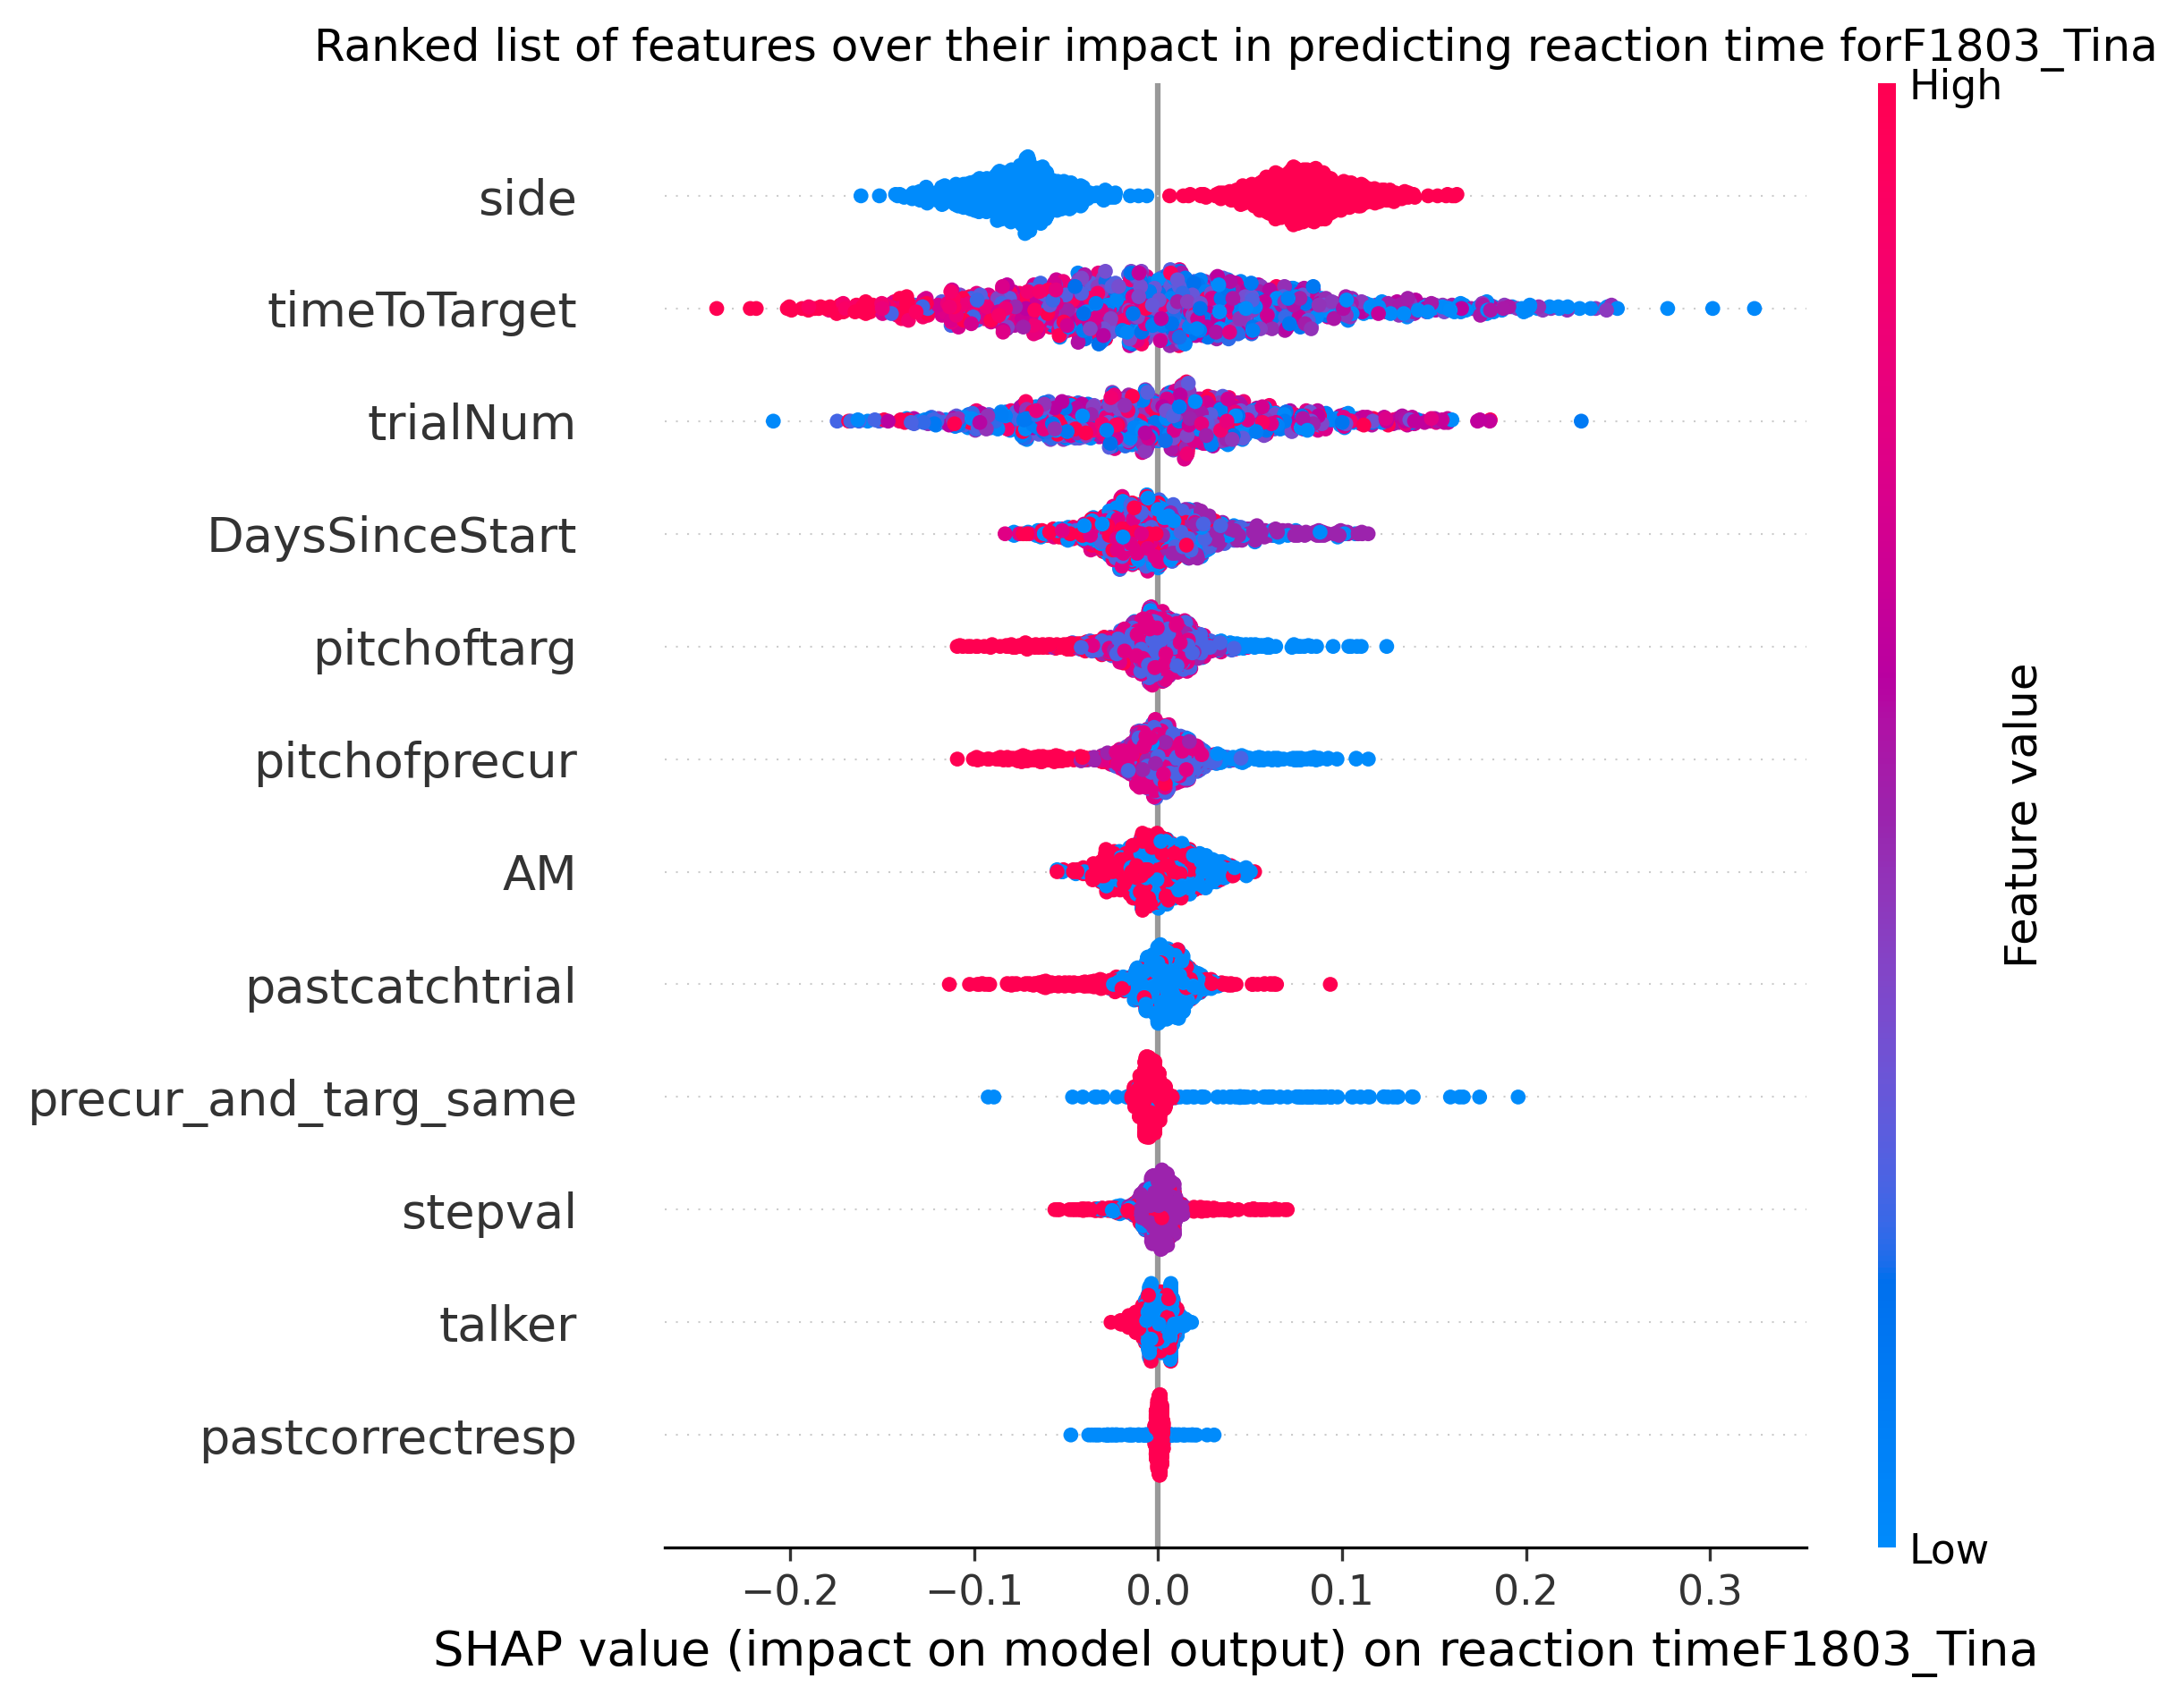 Ranked list of features over their impact in predicting reaction time forF1803_Tina
High
side
timeToTarget
trialNum
DaysSinceStart
pitchoftarg
pitchofprecur
AM
pastcatchtrial
precur_and_targ_same
stepval
talker
pastcorrectresp
Feature value
Low
−0.2 −0.1 0.0 0.1 0.2 0.3
SHAP value (impact on model output) on reaction timeF1803_Tina